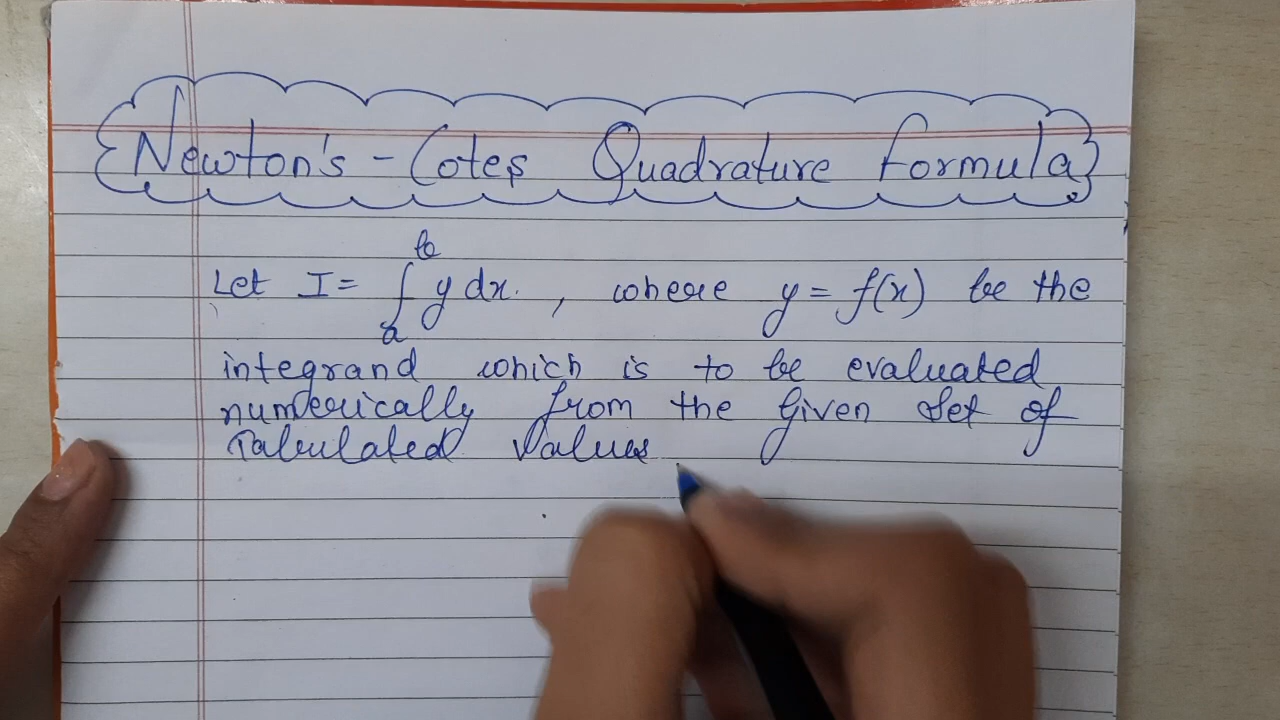 Newton's - Cotes Quadrature formula
b
Let I = ∫ y dx. , where y = f(x) be the
a
integrand which is to be evaluated
numerically from the given set of
Tabulated values